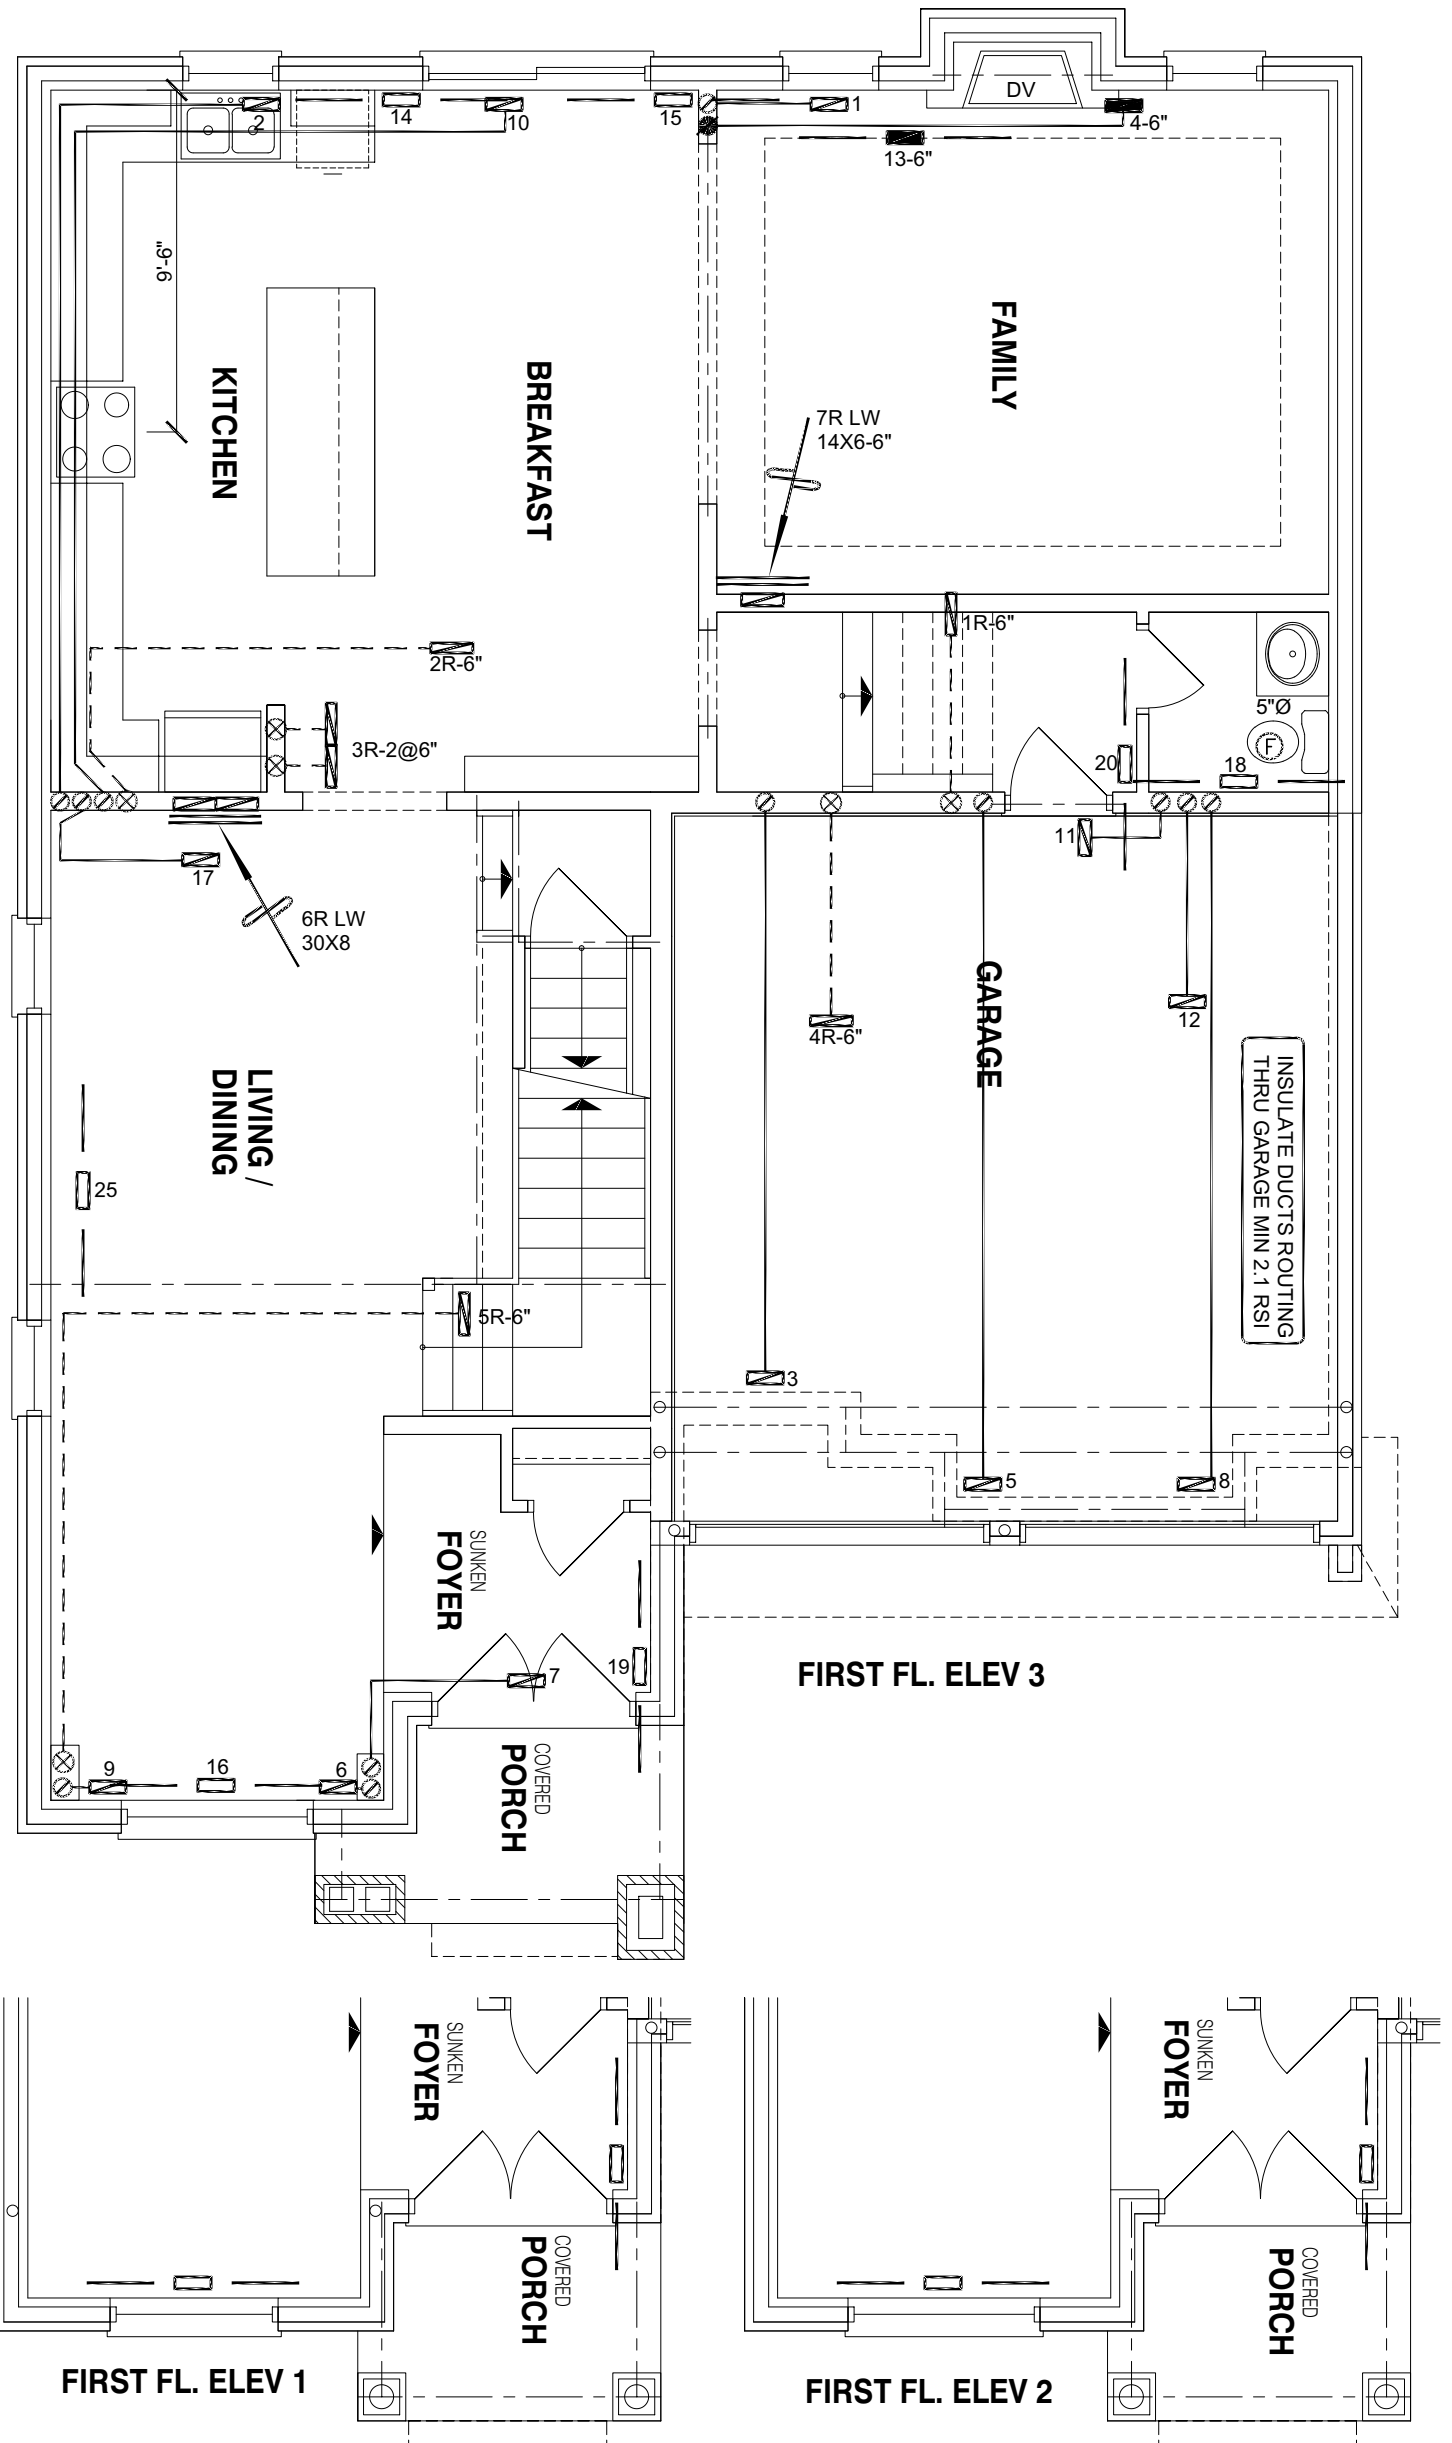 DV
2
14
10
15
1
4-6"
13-6"
9'-6"
KITCHEN
BREAKFAST
FAMILY
7R LW
14X6-6"
2R-6"
1R-6"
5"Ø
F
3R-2@6"
20
18
11
17
6R LW
30X8
GARAGE
12
4R-6"
INSULATE DUCTS ROUTING
THRU GARAGE MIN 2.1 RSI
LIVING /
DINING
25
5R-6"
3
5
8
SUNKEN
FOYER
19
7
FIRST FL. ELEV 3
9
16
6
COVERED
PORCH
SUNKEN
FOYER
COVERED
PORCH
FIRST FL. ELEV 1
SUNKEN
FOYER
COVERED
PORCH
FIRST FL. ELEV 2